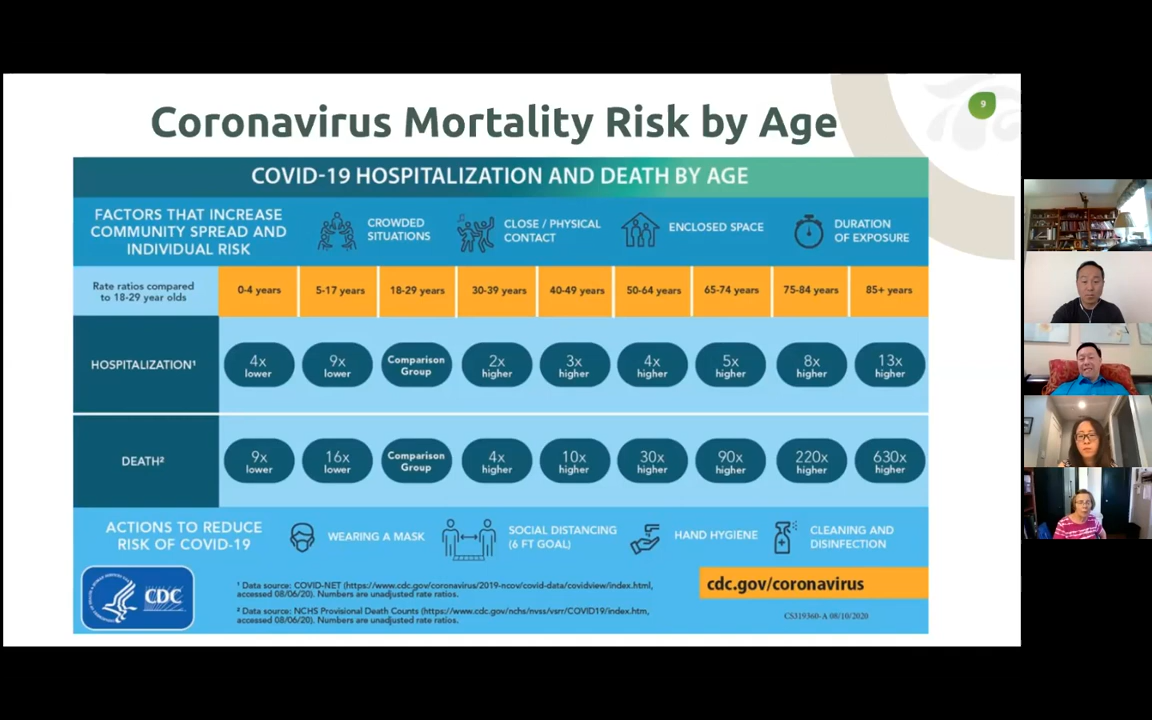 9
Coronavirus Mortality Risk by Age
COVID-19 HOSPITALIZATION AND DEATH BY AGE
FACTORS THAT INCREASE
COMMUNITY SPREAD AND
INDIVIDUAL RISK
CROWDED
SITUATIONS
CLOSE / PHYSICAL
CONTACT
ENCLOSED SPACE
DURATION
OF EXPOSURE
Rate ratios compared
to 18-29 year olds
0-4 years
5-17 years
18-29 years
30-39 years
40-49 years
50-64 years
65-74 years
75-84 years
85+ years
HOSPITALIZATION¹
4x
lower
9x
lower
Comparison
Group
2x
higher
3x
higher
4x
higher
5x
higher
8x
higher
13x
higher
DEATH²
9x
lower
16x
lower
Comparison
Group
4x
higher
10x
higher
30x
higher
90x
higher
220x
higher
630x
higher
ACTIONS TO REDUCE
RISK OF COVID-19
WEARING A MASK
SOCIAL DISTANCING
(6 FT GOAL)
HAND HYGIENE
CLEANING AND
DISINFECTION
CDC
¹ Data source: COVID-NET (https://www.cdc.gov/coronavirus/2019-ncov/covid-data/covidview/index.html,
accessed 08/06/20). Numbers are unadjusted rate ratios.
² Data source: NCHS Provisional Death Counts (https://www.cdc.gov/nchs/nvss/vsrr/COVID19/index.htm,
accessed 08/06/20). Numbers are unadjusted rate ratios.
cdc.gov/coronavirus
CS319360-A 08/10/2020